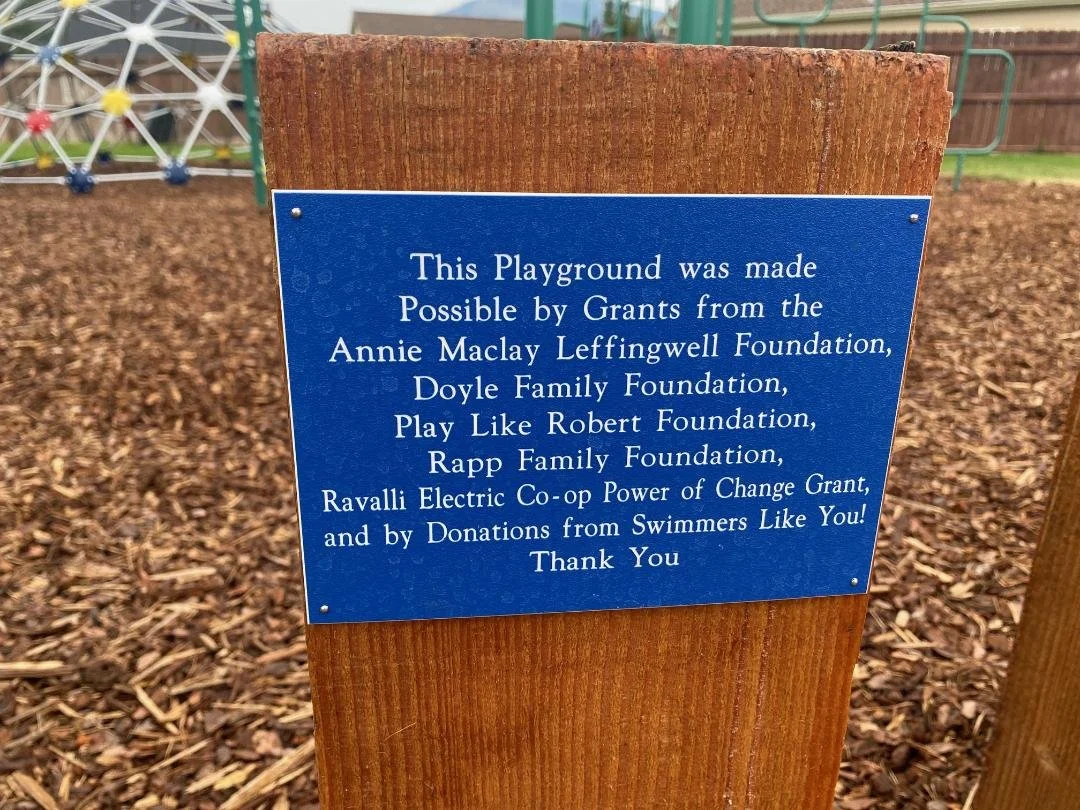 This Playground was made
Possible by Grants from the
Annie Maclay Leffingwell Foundation,
Doyle Family Foundation,
Play Like Robert Foundation,
Rapp Family Foundation,
Ravalli Electric Co-op Power of Change Grant,
and by Donations from Swimmers Like You!
Thank You